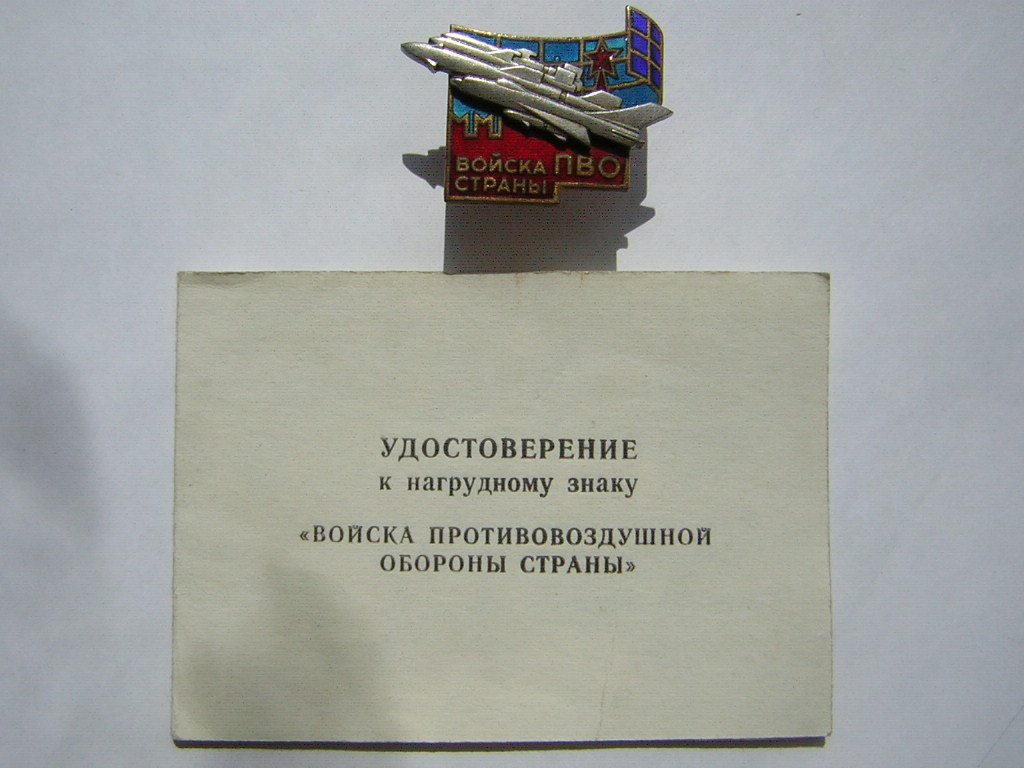 ВОЙСКА ПВО
СТРАНЫ
УДОСТОВЕРЕНИЕ
к нагрудному знаку
«ВОЙСКА ПРОТИВОВОЗДУШНОЙ
ОБОРОНЫ СТРАНЫ»